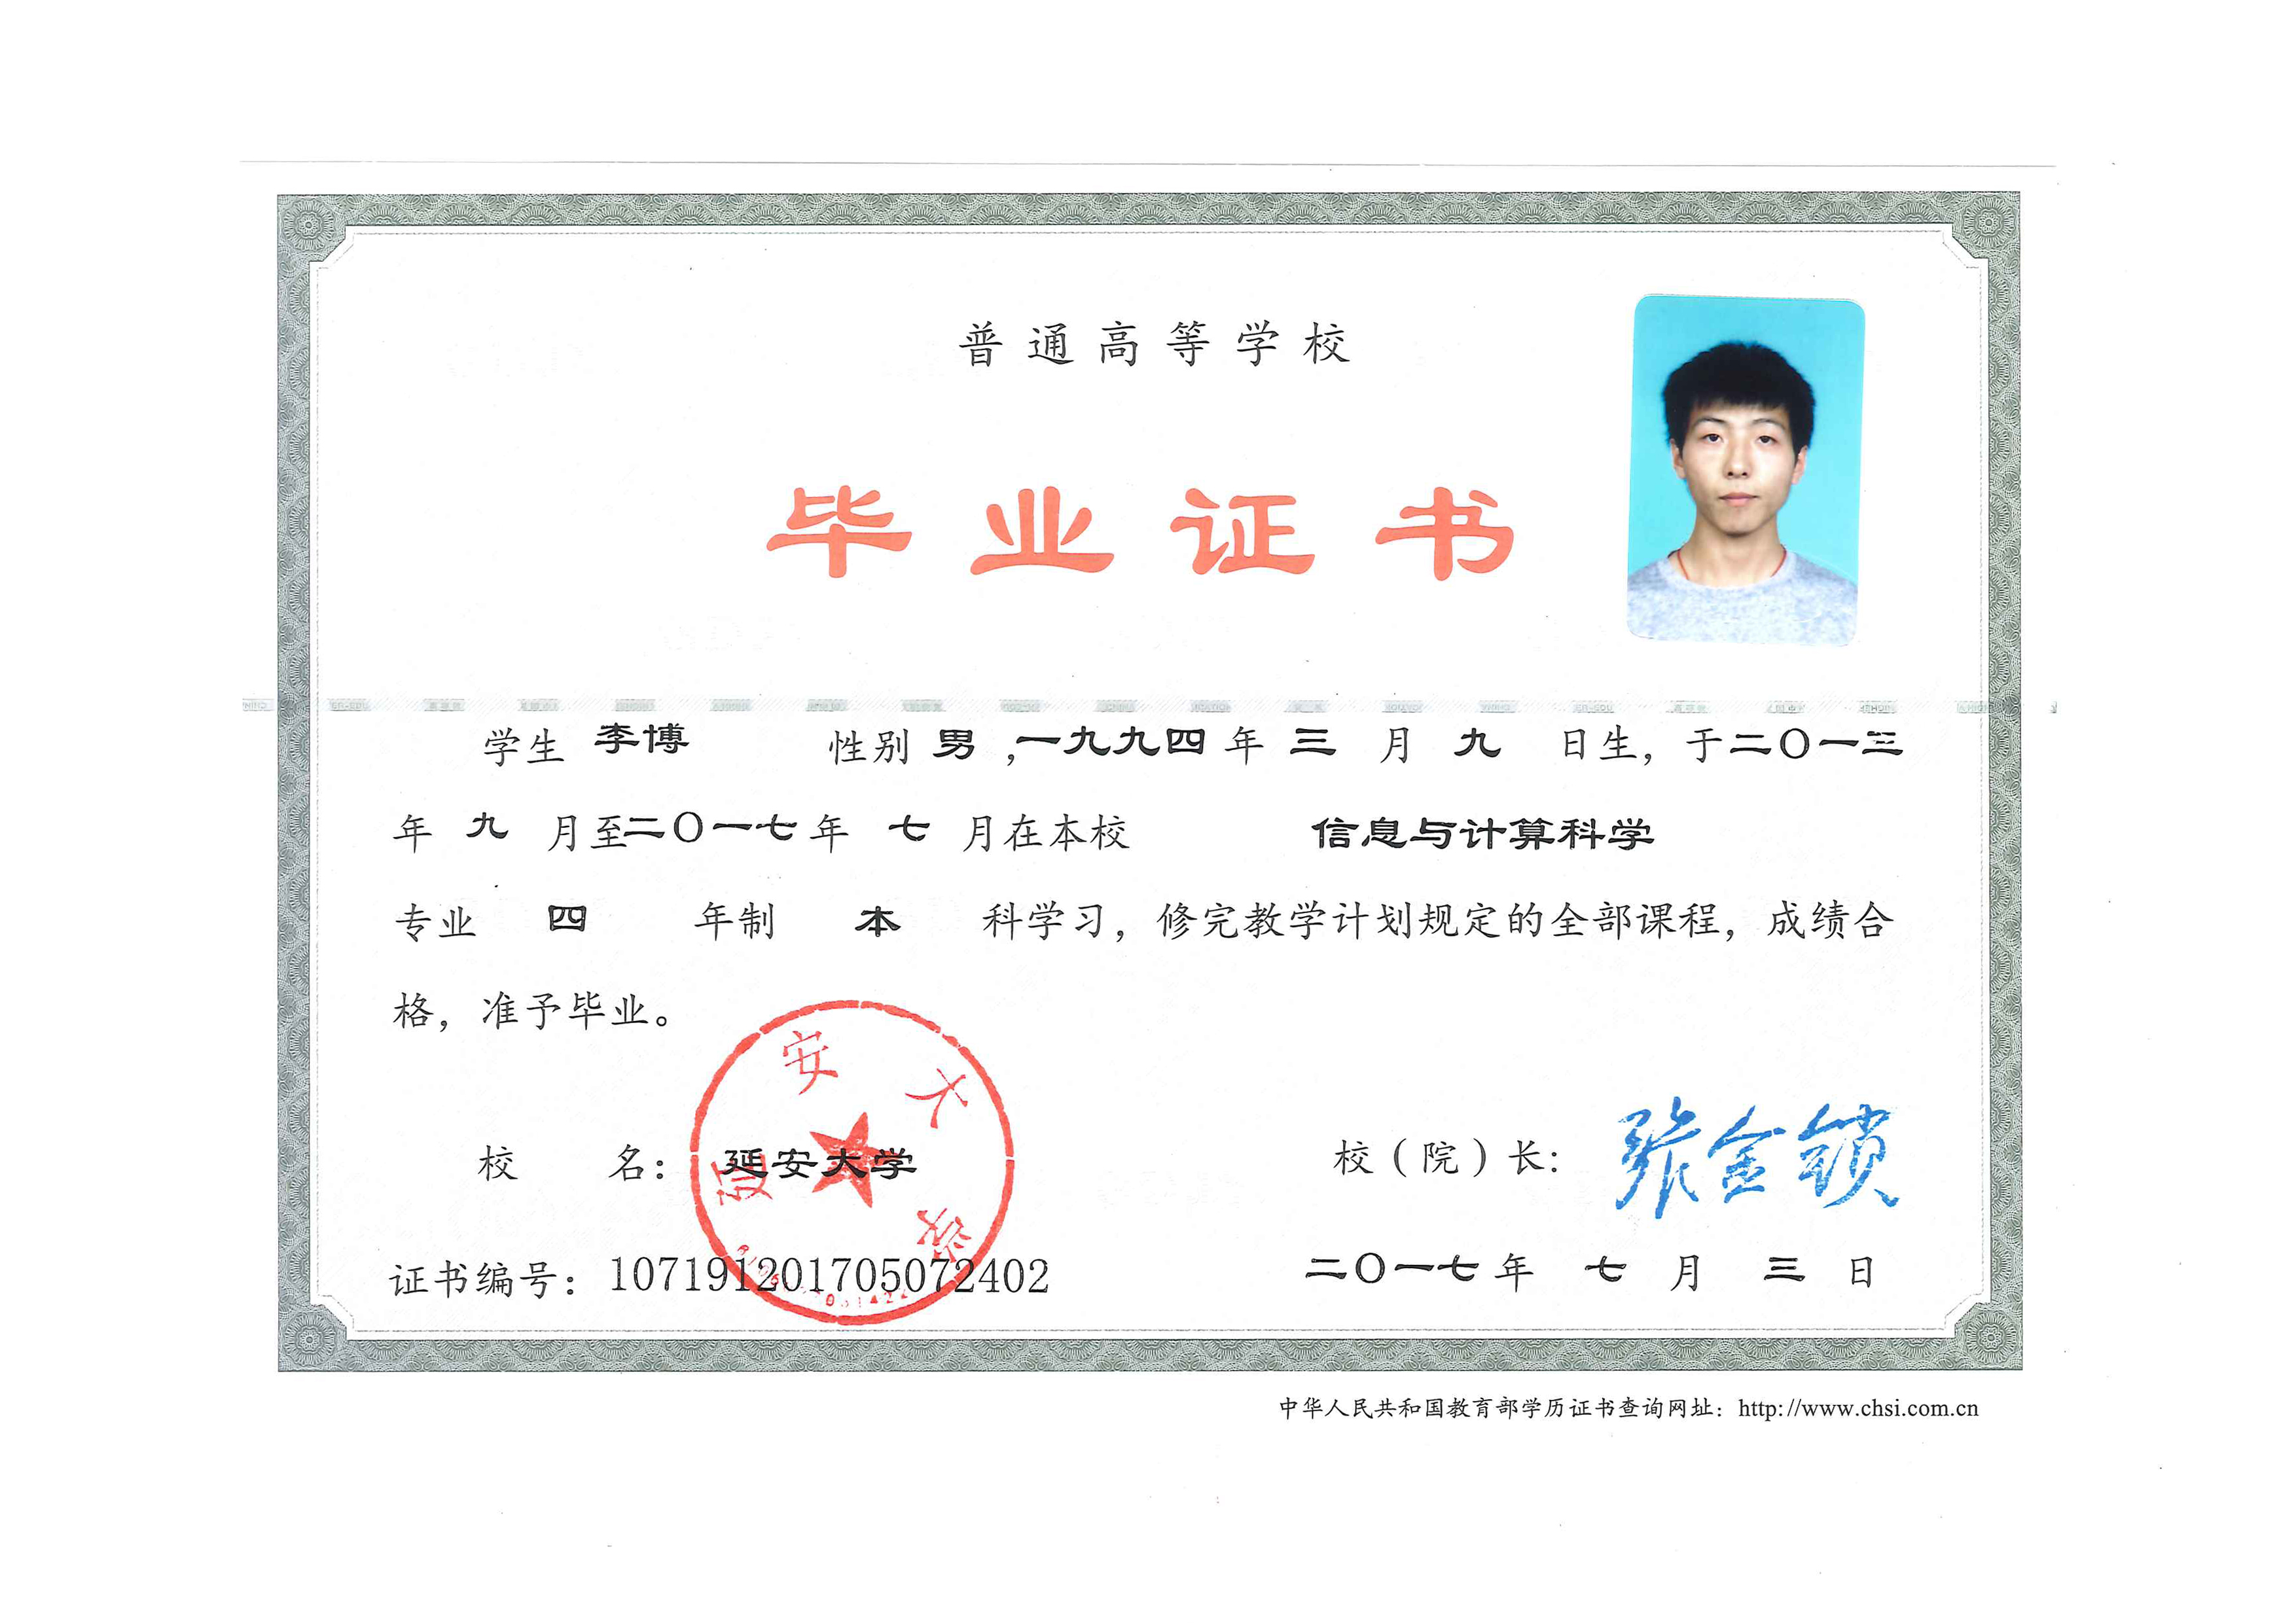 普通高等学校
毕业证书
学生 李博 性别 男 ,一九九四 年 三 月 九 日生，于二〇一三
年 九 月至二〇一七年 七 月在本校 信息与计算科学
专业 四 年制 本 科学习，修完教学计划规定的全部课程，成绩合
格，准予毕业。
延安大学
校 名： 延安大学
校（院）长： 张金锁
证书编号：107191201705072402
二〇一七年 七 月 三 日
中华人民共和国教育部学历证书查询网址：http://www.chsi.com.cn